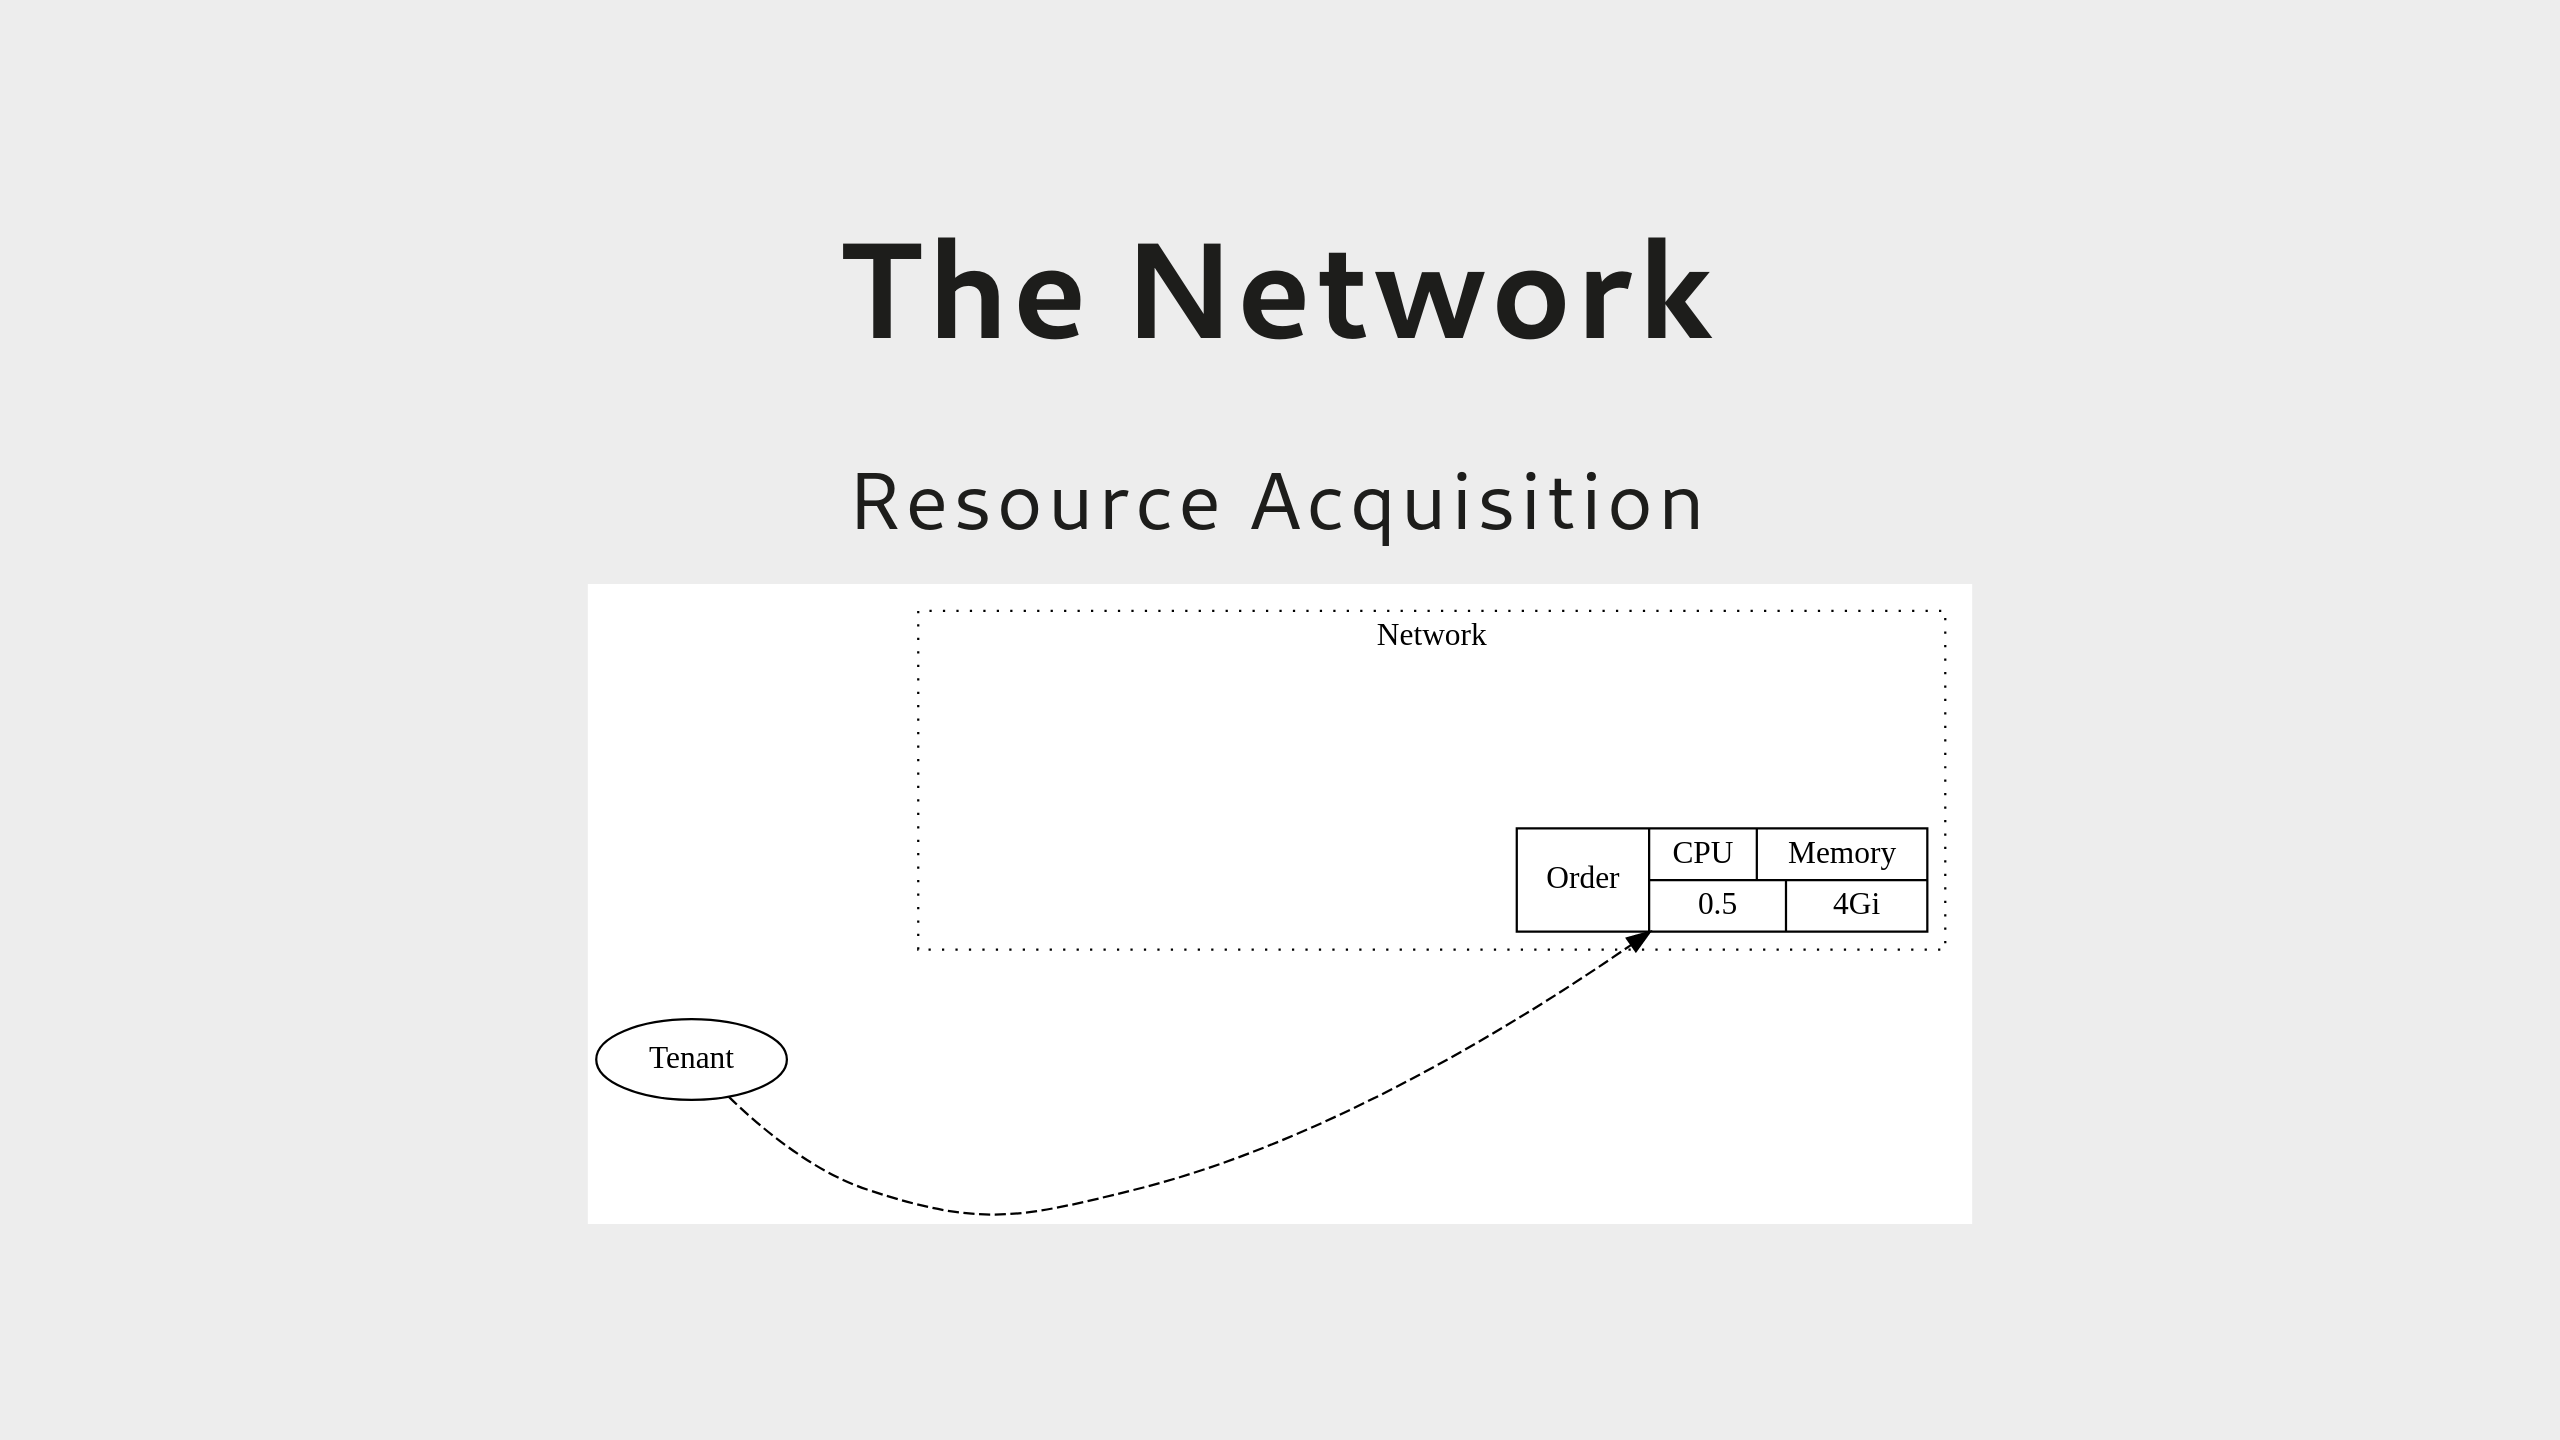 The Network
Resource Acquisition
Network
Order
CPU Memory
0.5 4Gi
Tenant